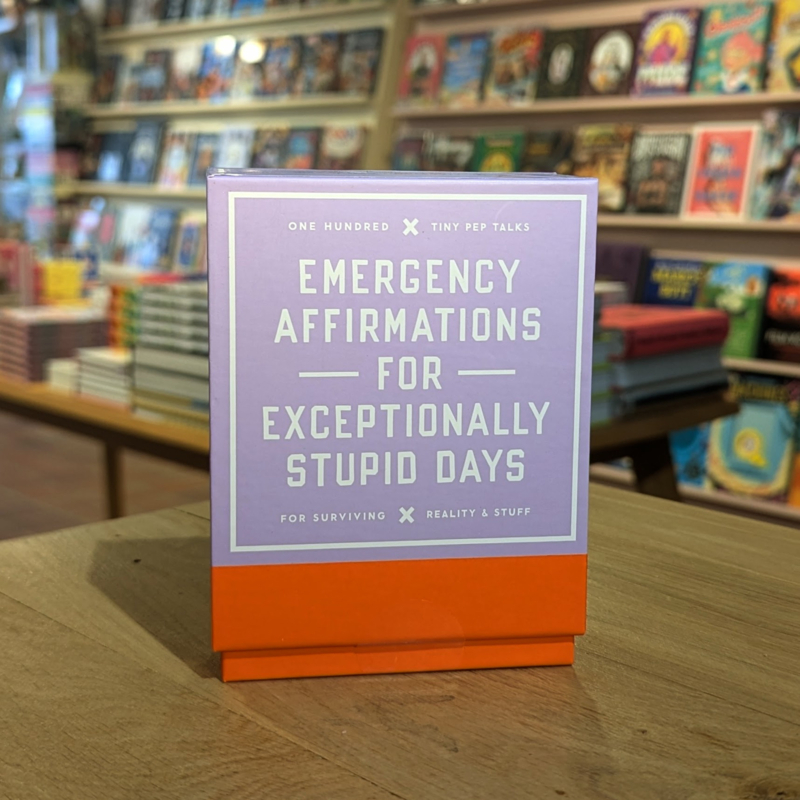 ONE HUNDRED X TINY PEP TALKS
EMERGENCY
AFFIRMATIONS
FOR
EXCEPTIONALLY
STUPID DAYS
FOR SURVIVING X REALITY & STUFF